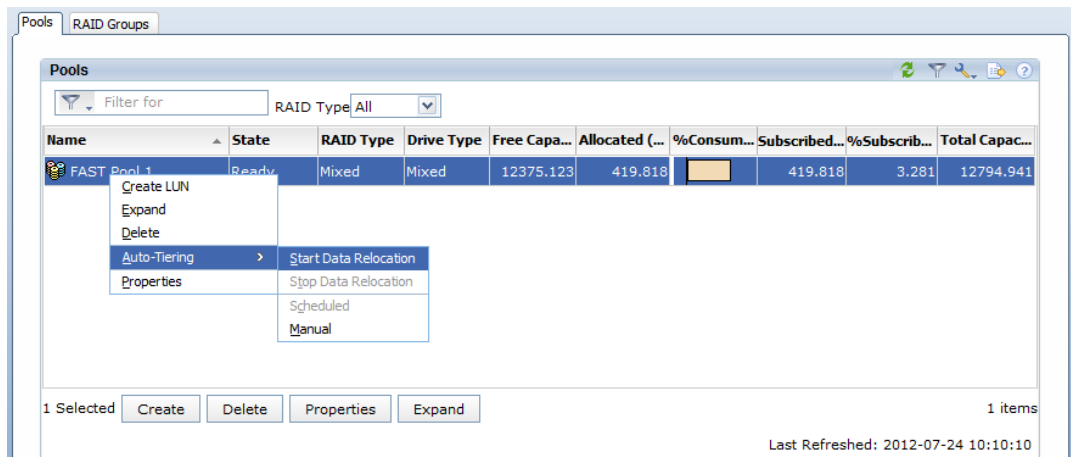 Pools RAID Groups
Pools
Filter for RAID Type All
Name State RAID Type Drive Type Free Capa... Allocated (... %Consum... Subscribed... %Subscrib... Total Capac...
FAST Pool 1 Ready Mixed Mixed 12375.123 419.818 419.818 3.281 12794.941
Create LUN
Expand
Delete
Auto-Tiering > Start Data Relocation
Properties Stop Data Relocation
Scheduled
Manual
1 Selected Create Delete Properties Expand 1 items
Last Refreshed: 2012-07-24 10:10:10